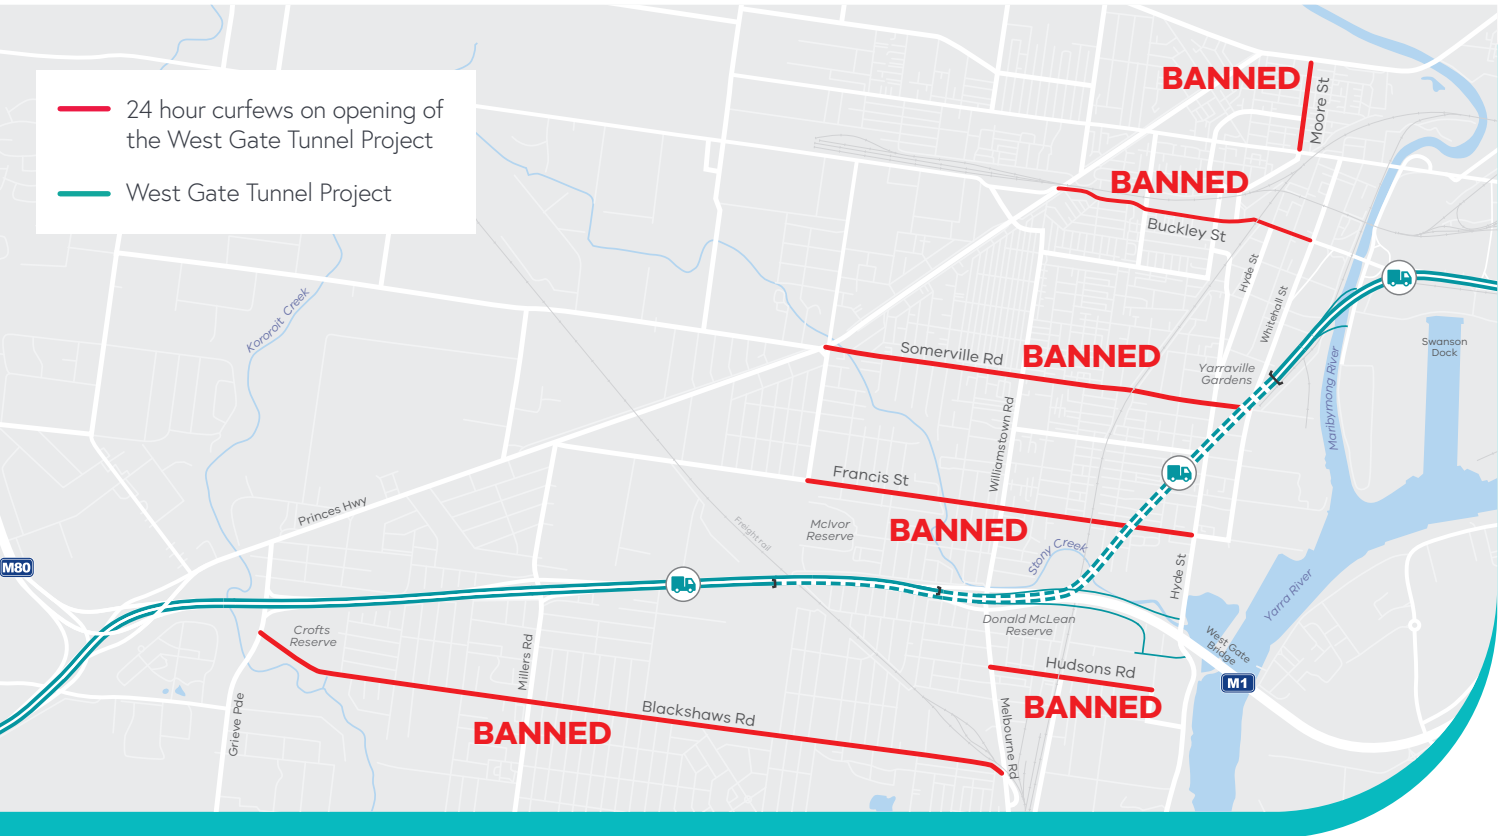 24 hour curfews on opening of
the West Gate Tunnel Project
West Gate Tunnel Project
BANNED
Moore St
BANNED
Buckley St
Hyde St
Whitehall St
Kororoit Creek
Somerville Rd
BANNED
Yarraville
Gardens
Swanson
Dock
Maribyrnong River
Williamstown Rd
Francis St
BANNED
Princes Hwy
McIvor
Reserve
Freight rail
Stony Creek
M80
Hyde St
Yarra River
Crofts
Reserve
Donald McLean
Reserve
West Gate
Bridge
M1
Millers Rd
Hudsons Rd
BANNED
Grieve Pde
Blackshaws Rd
BANNED
Melbourne Rd